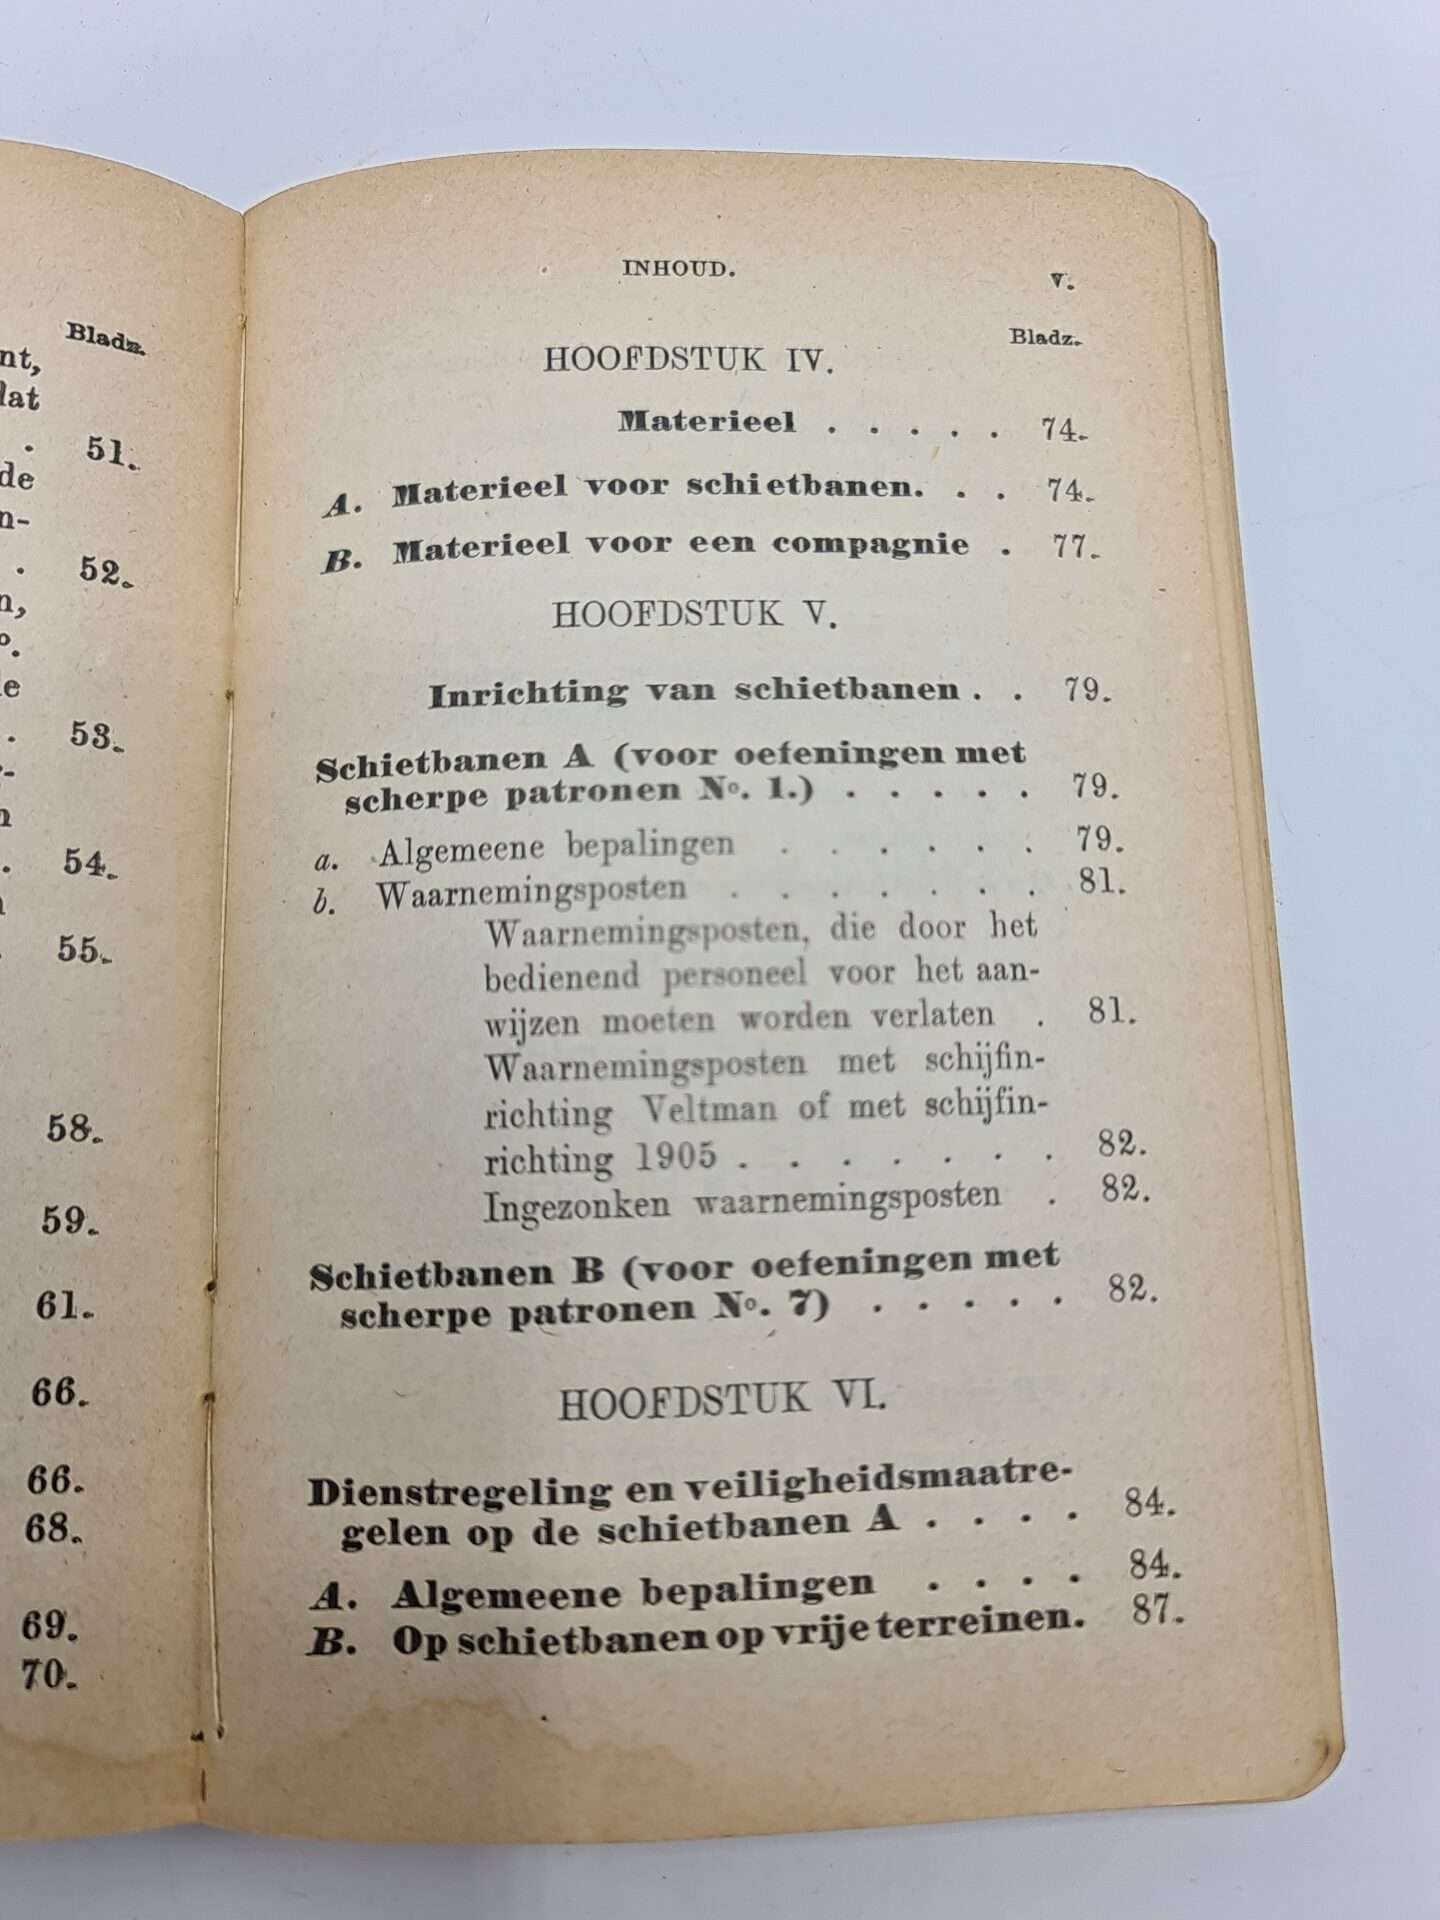 Bladz.
nt,
dat
. 51.
de
n-
. 52.
n,
o.
le
. 53.
r-
n
. 54.
n
. 55.
58.
59.
61.
66.
66.
68.
69.
70.
INHOUD. V.
Bladz.
HOOFDSTUK IV.
Materieel . . . . . 74.
A. Materieel voor schietbanen. . . 74.
B. Materieel voor een compagnie . 77.
HOOFDSTUK V.
Inrichting van schietbanen . . 79.
Schietbanen A (voor oefeningen met
scherpe patronen No. 1.) . . . . . 79.
a. Algemeene bepalingen . . . . . . 79.
b. Waarnemingsposten . . . . . . . 81.
Waarnemingsposten, die door het
bedienend personeel voor het aan-
wijzen moeten worden verlaten . 81.
Waarnemingsposten met schijfin-
richting Veltman of met schijfin-
richting 1905 . . . . . . . 82.
Ingezonken waarnemingsposten . 82.
Schietbanen B (voor oefeningen met
scherpe patronen No. 7) . . . . . 82.
HOOFDSTUK VI.
Dienstregeling en veiligheidsmaatre-
gelen op de schietbanen A . . . . 84.
A. Algemeene bepalingen . . . . 84.
B. Op schietbanen op vrije terreinen. 87.